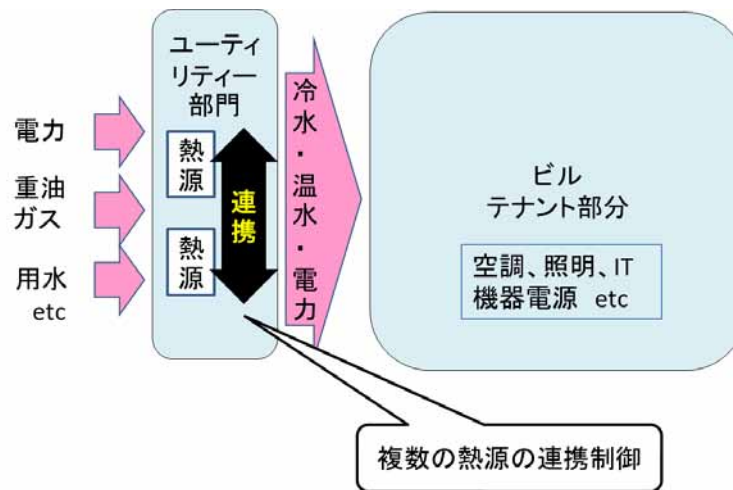 電力
重油
ガス
用水
etc
ユーティ
リティー
部門
熱源
熱源
連携
冷水・温水・電力
ビル
テナント部分
空調、照明、IT
機器電源 etc
複数の熱源の連携制御